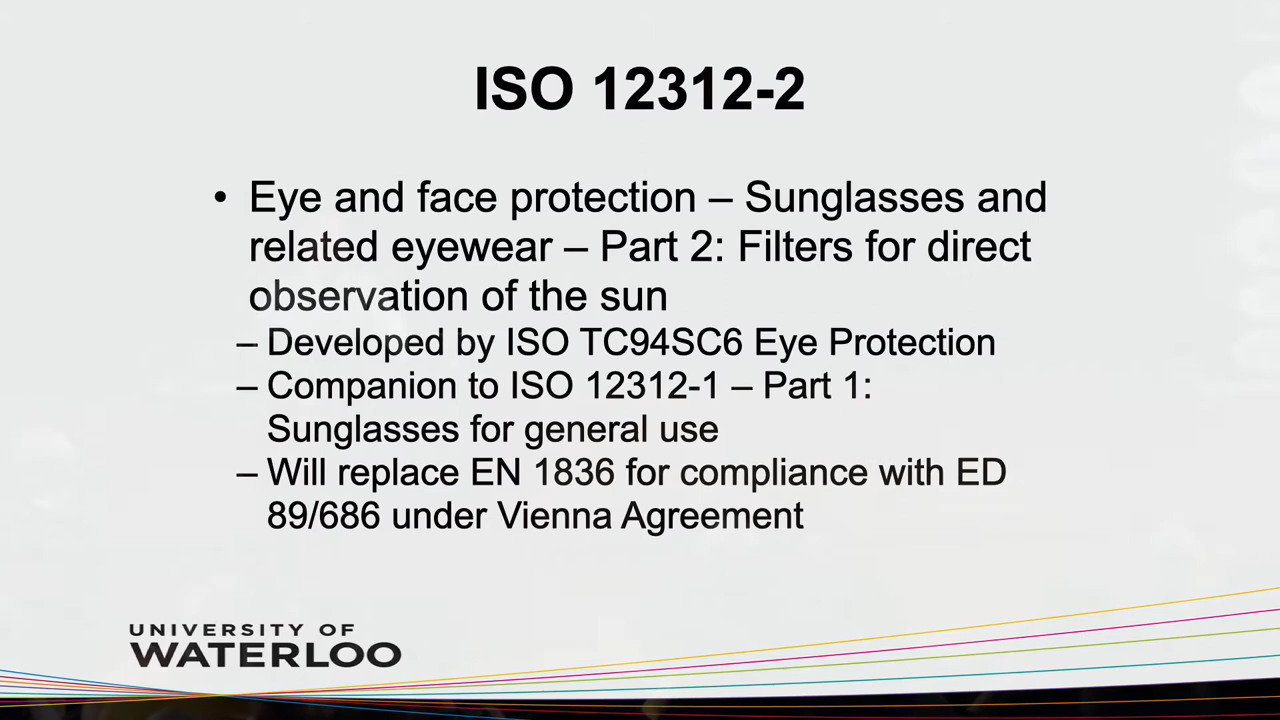 ISO 12312-2
• Eye and face protection – Sunglasses and
related eyewear – Part 2: Filters for direct
observation of the sun
– Developed by ISO TC94SC6 Eye Protection
– Companion to ISO 12312-1 – Part 1:
Sunglasses for general use
– Will replace EN 1836 for compliance with ED
89/686 under Vienna Agreement
UNIVERSITY OF
WATERLOO